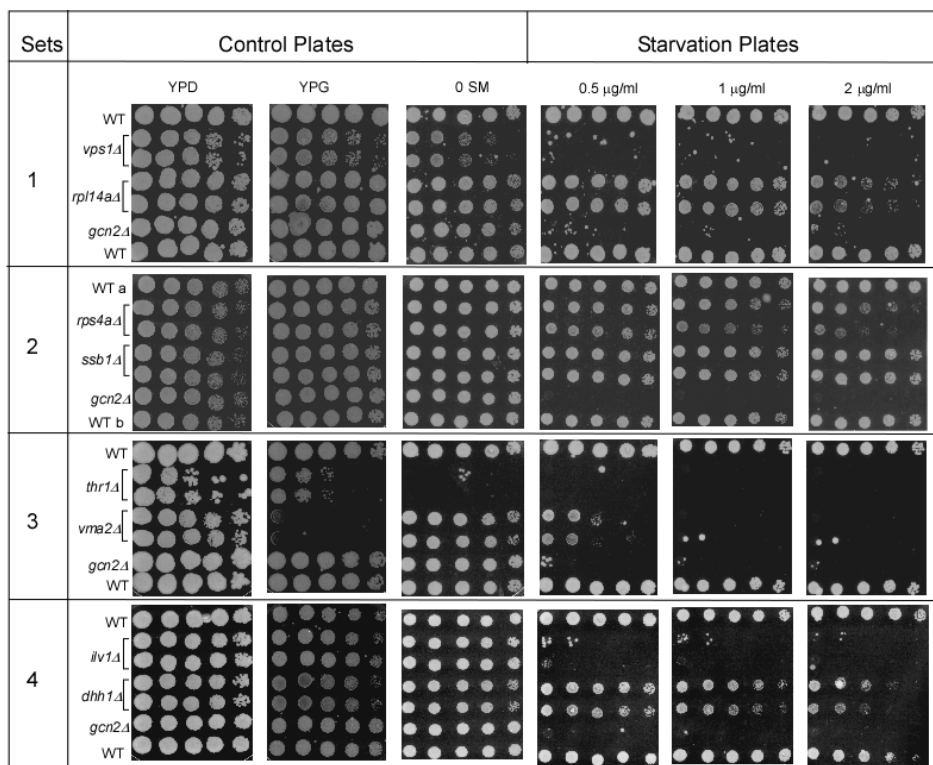 Sets Control Plates Starvation Plates
YPD YPG 0 SM 0.5 µg/ml 1 µg/ml 2 µg/ml
1
WT
vps1Δ
rpl14aΔ
gcn2Δ
WT
2
WT a
rps4aΔ
ssb1Δ
gcn2Δ
WT b
3
WT
thr1Δ
vma2Δ
gcn2Δ
WT
4
WT
ilv1Δ
dhh1Δ
gcn2Δ
WT